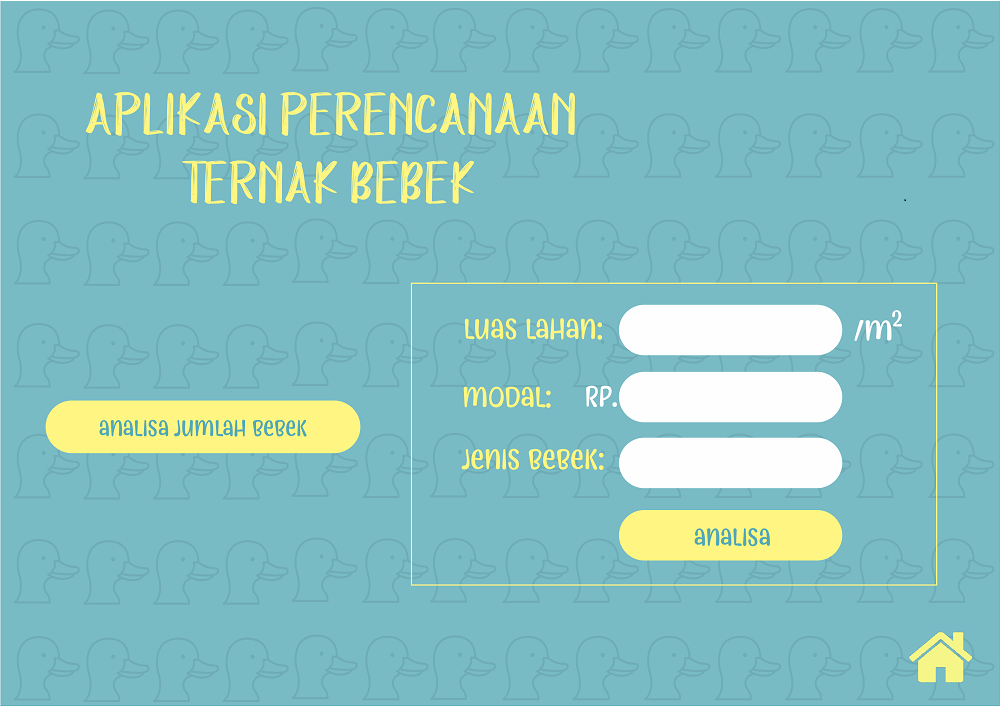 APLIKASI PERENCANAAN
TERNAK BEBEK
LUAS LAHAN: /m²
MODAL: RP.
ANALISA JUMLAH BEBEK
JENIS BEBEK:
ANALISA